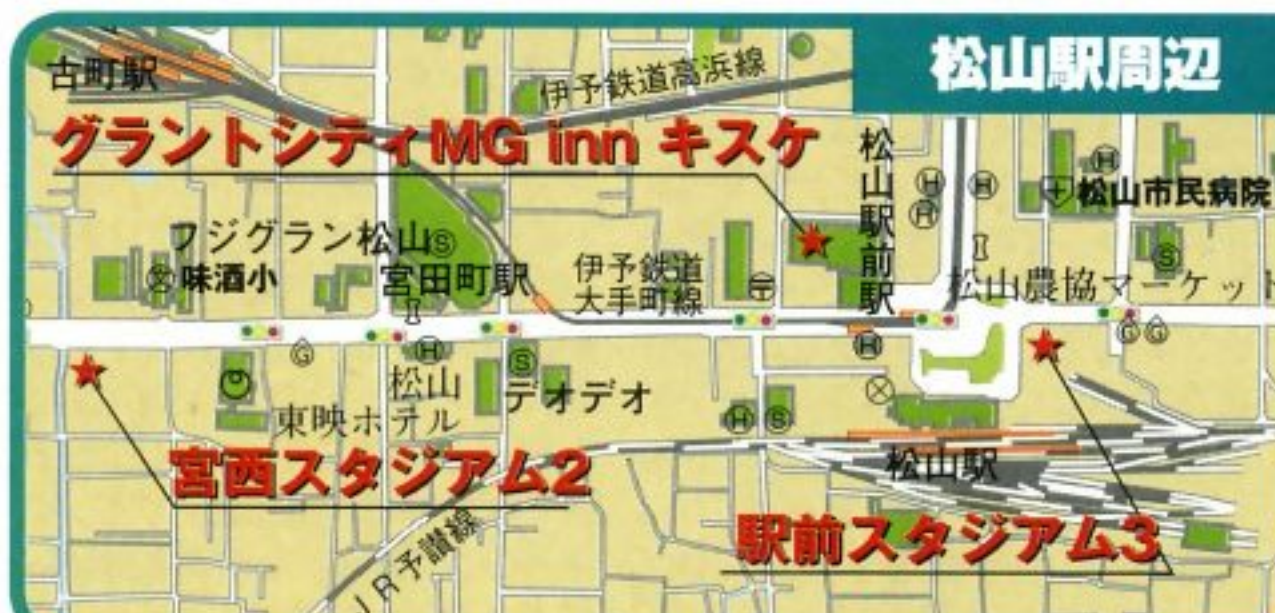 松山駅周辺
古町駅
伊予鉄道高浜線
グラントシティMG inn キスケ
松山駅前駅
松山市民病院
フジグラン松山
味酒小
宮田町駅
伊予鉄道
大手町線
松山農協マーケット
松山
東映ホテル
デオデオ
宮西スタジアム2
松山駅
駅前スタジアム3
JR予讃線
H
H
H
H
H
H
H
S
S
S
S
G
G
G